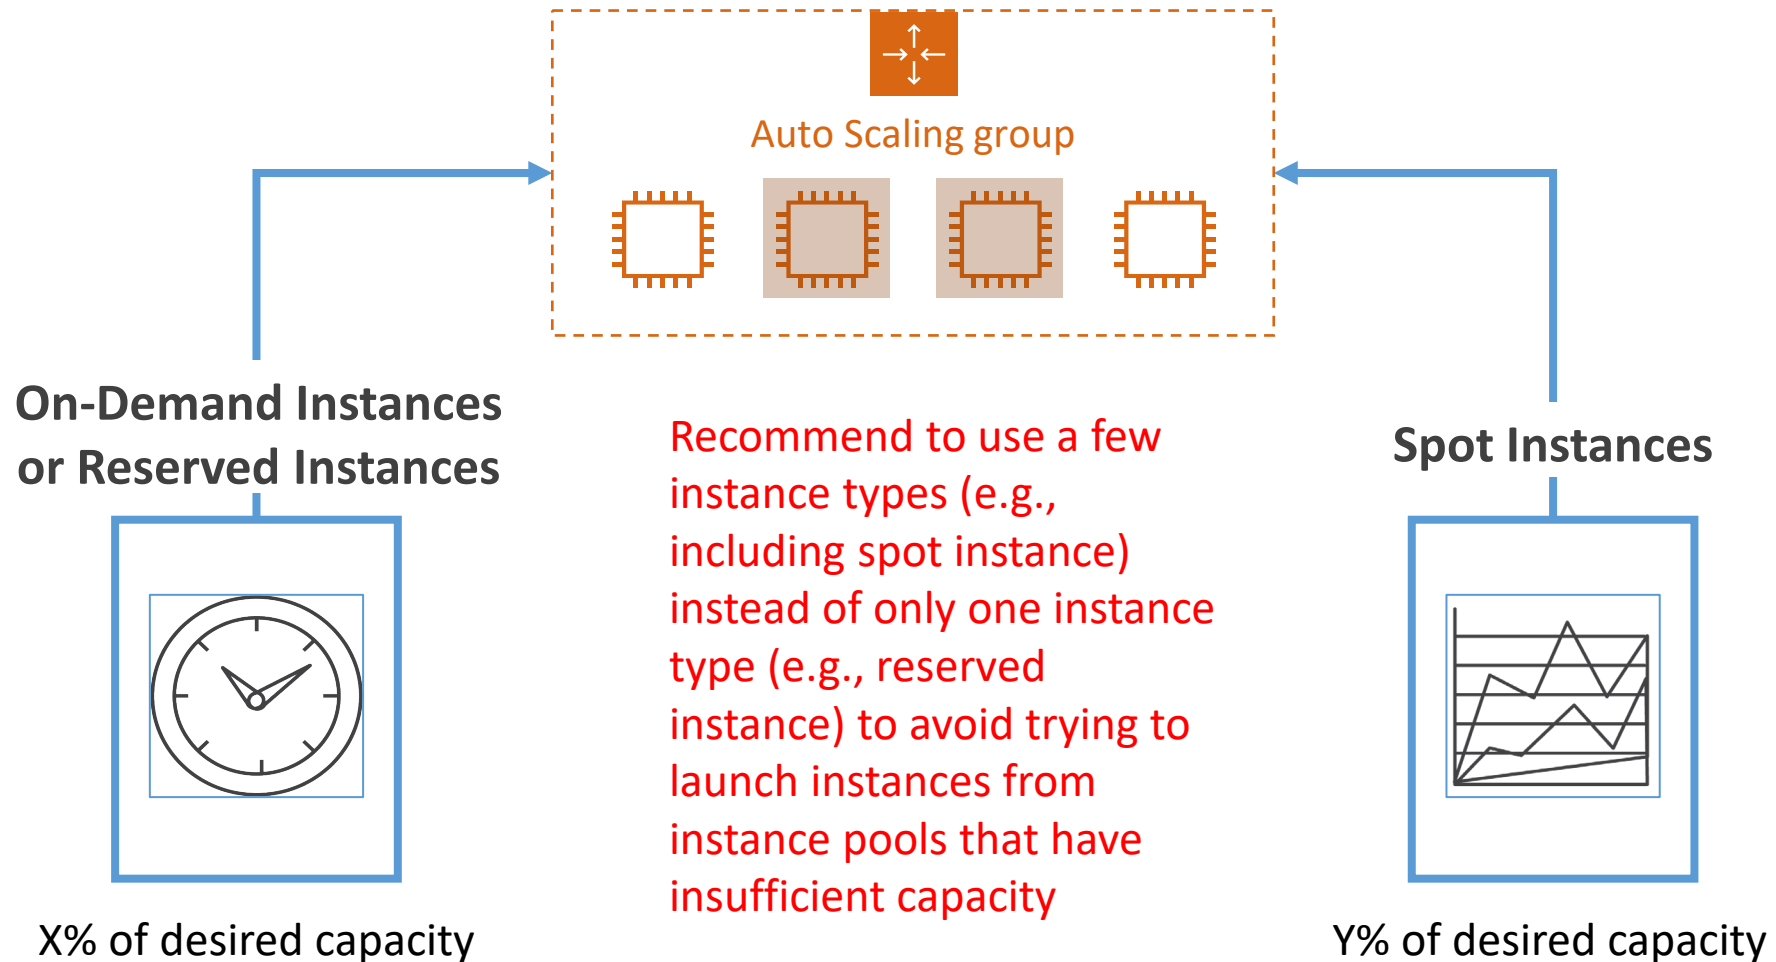 Auto Scaling group
On-Demand Instances
or Reserved Instances
Recommend to use a few
instance types (e.g.,
including spot instance)
instead of only one instance
type (e.g., reserved
instance) to avoid trying to
launch instances from
instance pools that have
insufficient capacity
Spot Instances
X% of desired capacity
Y% of desired capacity